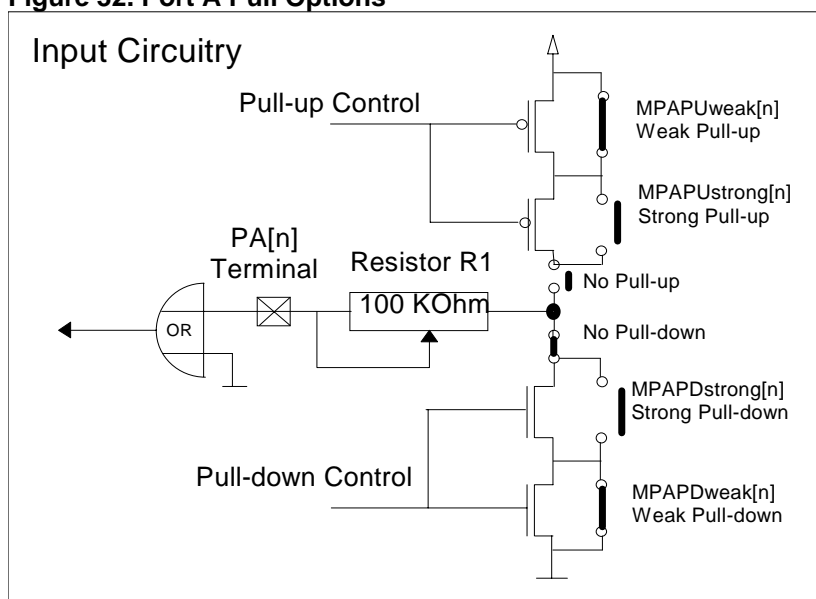 Figure 32. Port A Pull Options
Input Circuitry
Pull-up Control
MPAPUweak[n]
Weak Pull-up
MPAPUstrong[n]
Strong Pull-up
PA[n]
Terminal
Resistor R1
100 KOhm
No Pull-up
No Pull-down
OR
MPAPDstrong[n]
Strong Pull-down
Pull-down Control
MPAPDweak[n]
Weak Pull-down